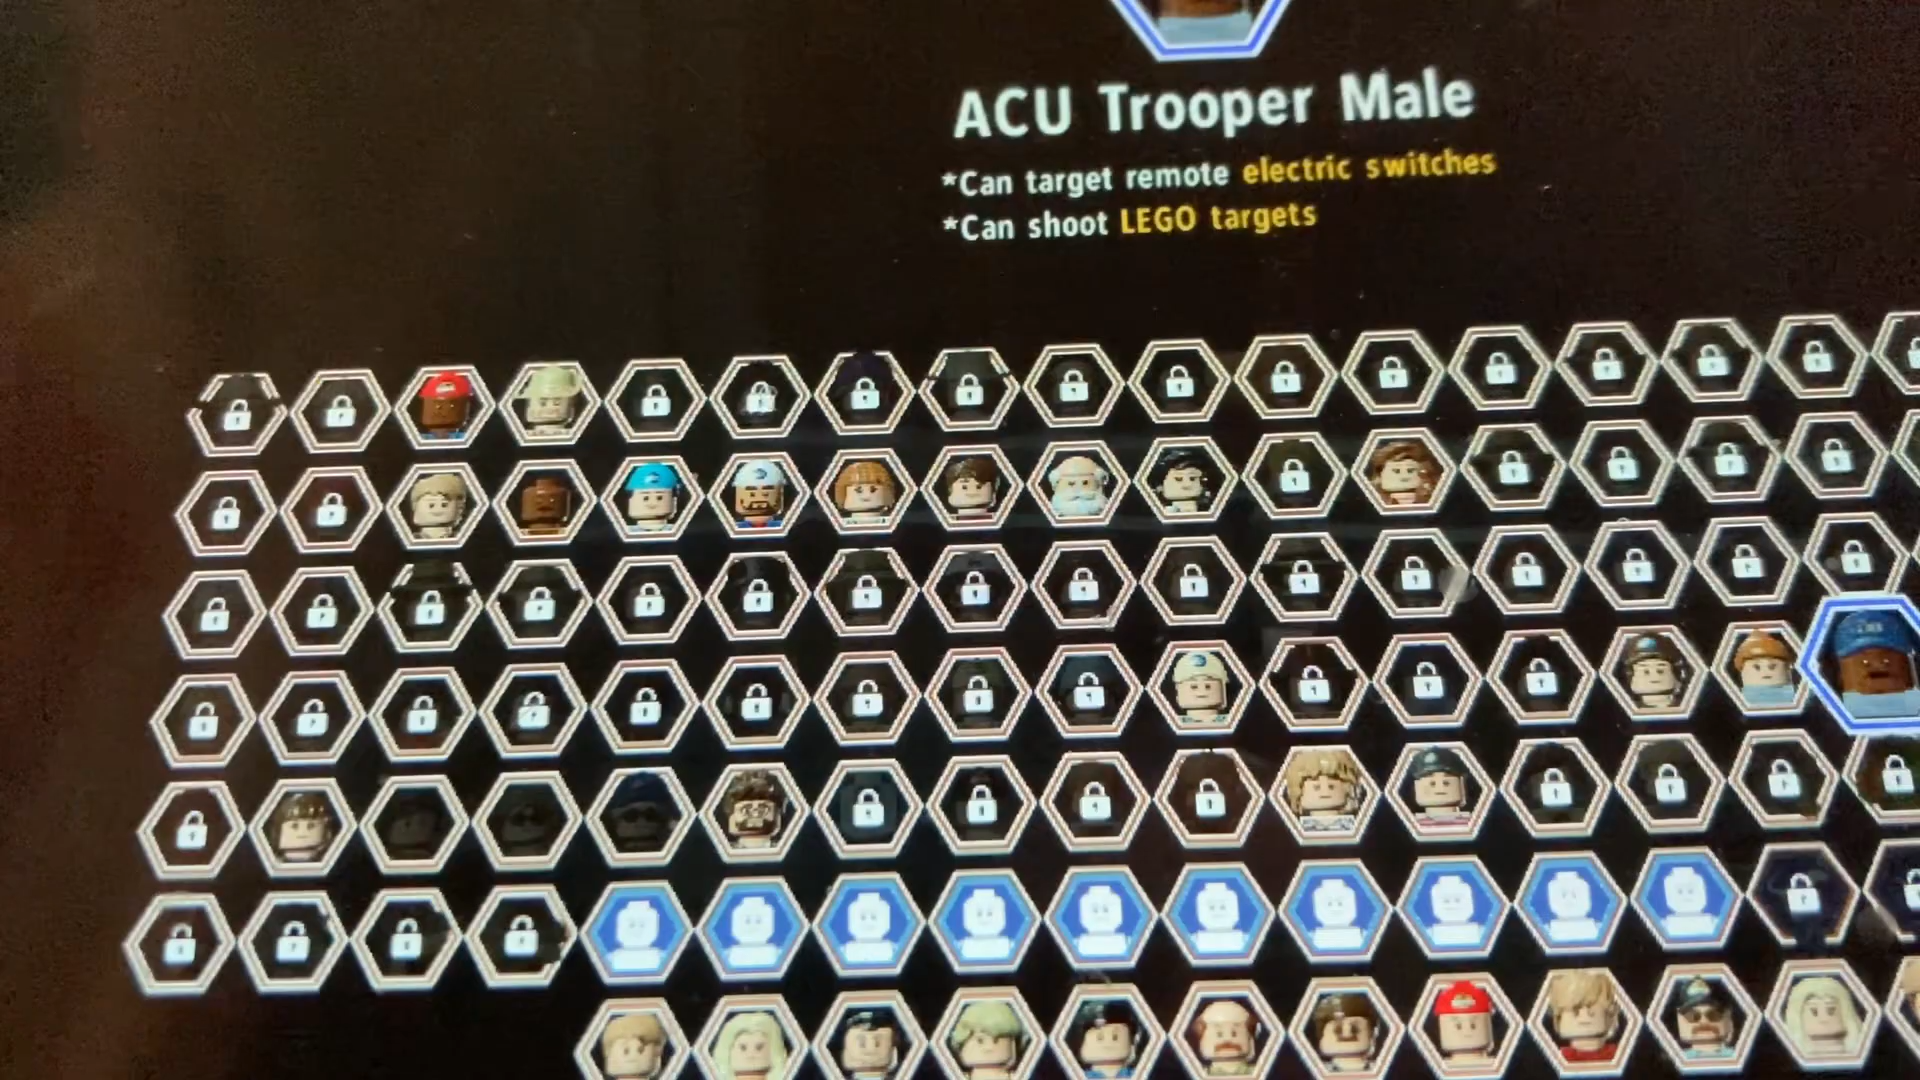 ACU Trooper Male
*Can target remote electric switches
*Can shoot LEGO targets